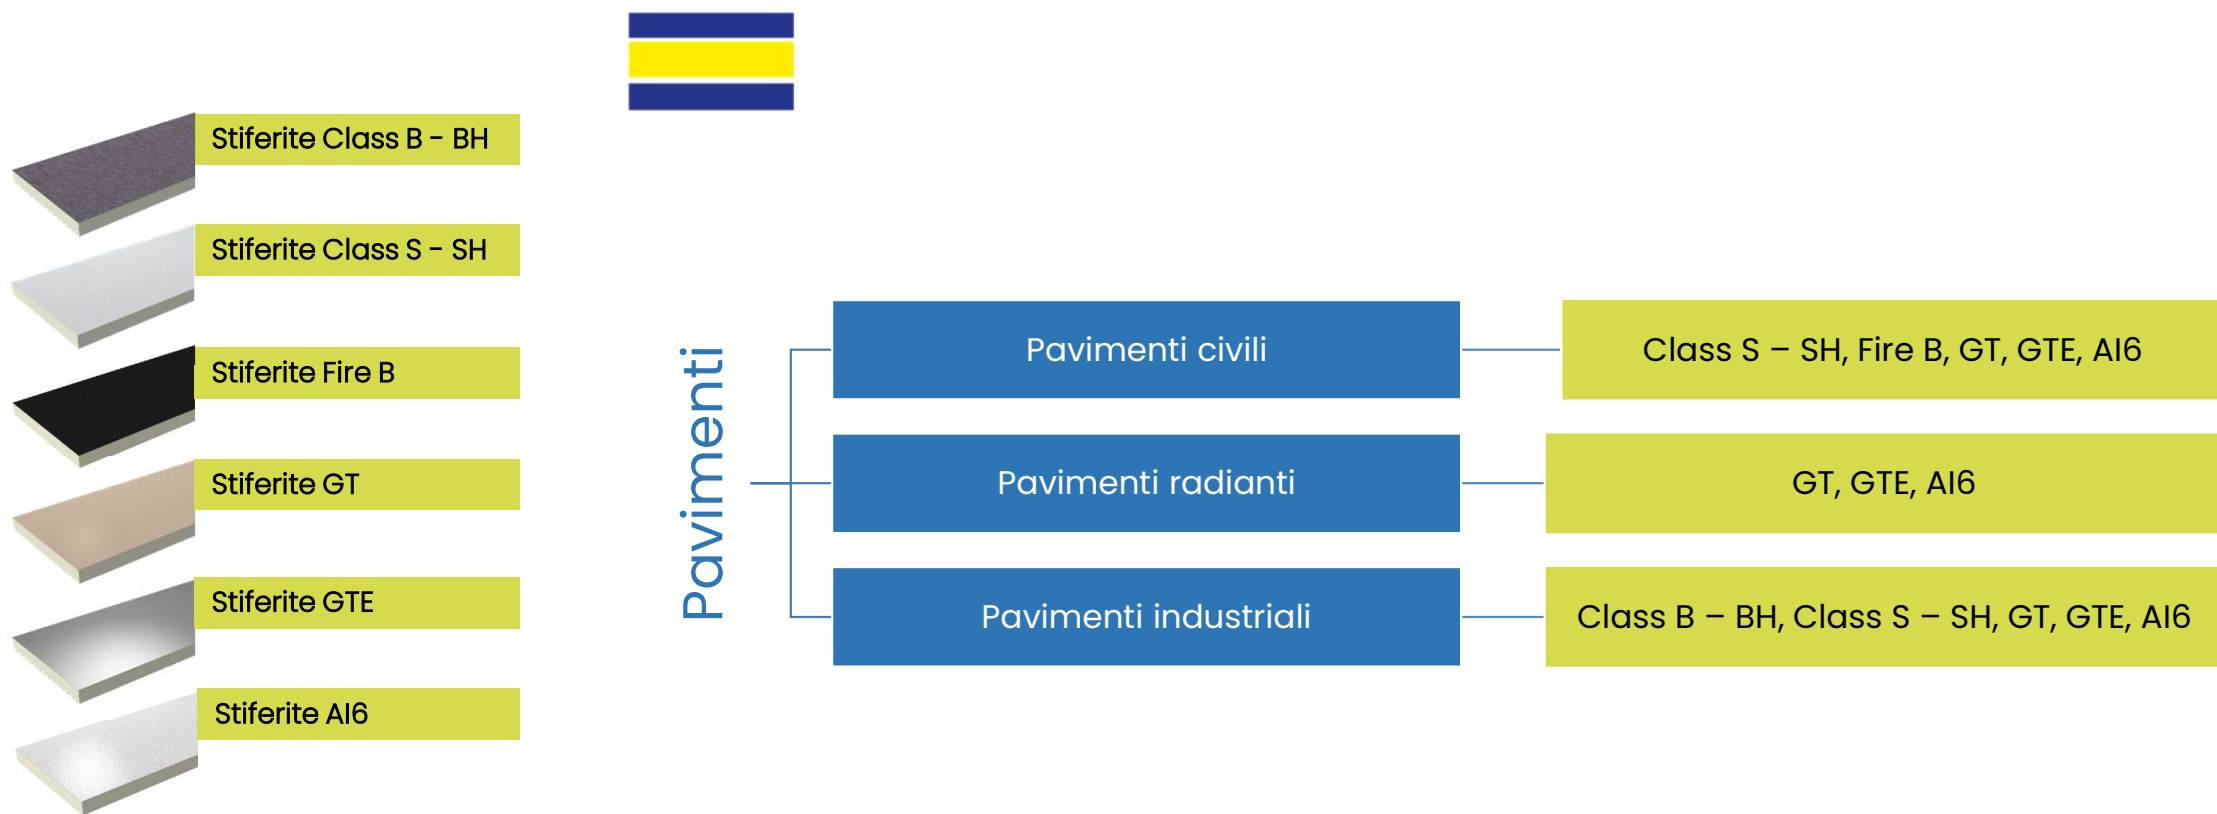 Stiferite Class B - BH
Stiferite Class S - SH
Stiferite Fire B
Stiferite GT
Stiferite GTE
Stiferite AI6
Pavimenti
Pavimenti civili
Class S – SH, Fire B, GT, GTE, AI6
Pavimenti radianti
GT, GTE, AI6
Pavimenti industriali
Class B – BH, Class S – SH, GT, GTE, AI6